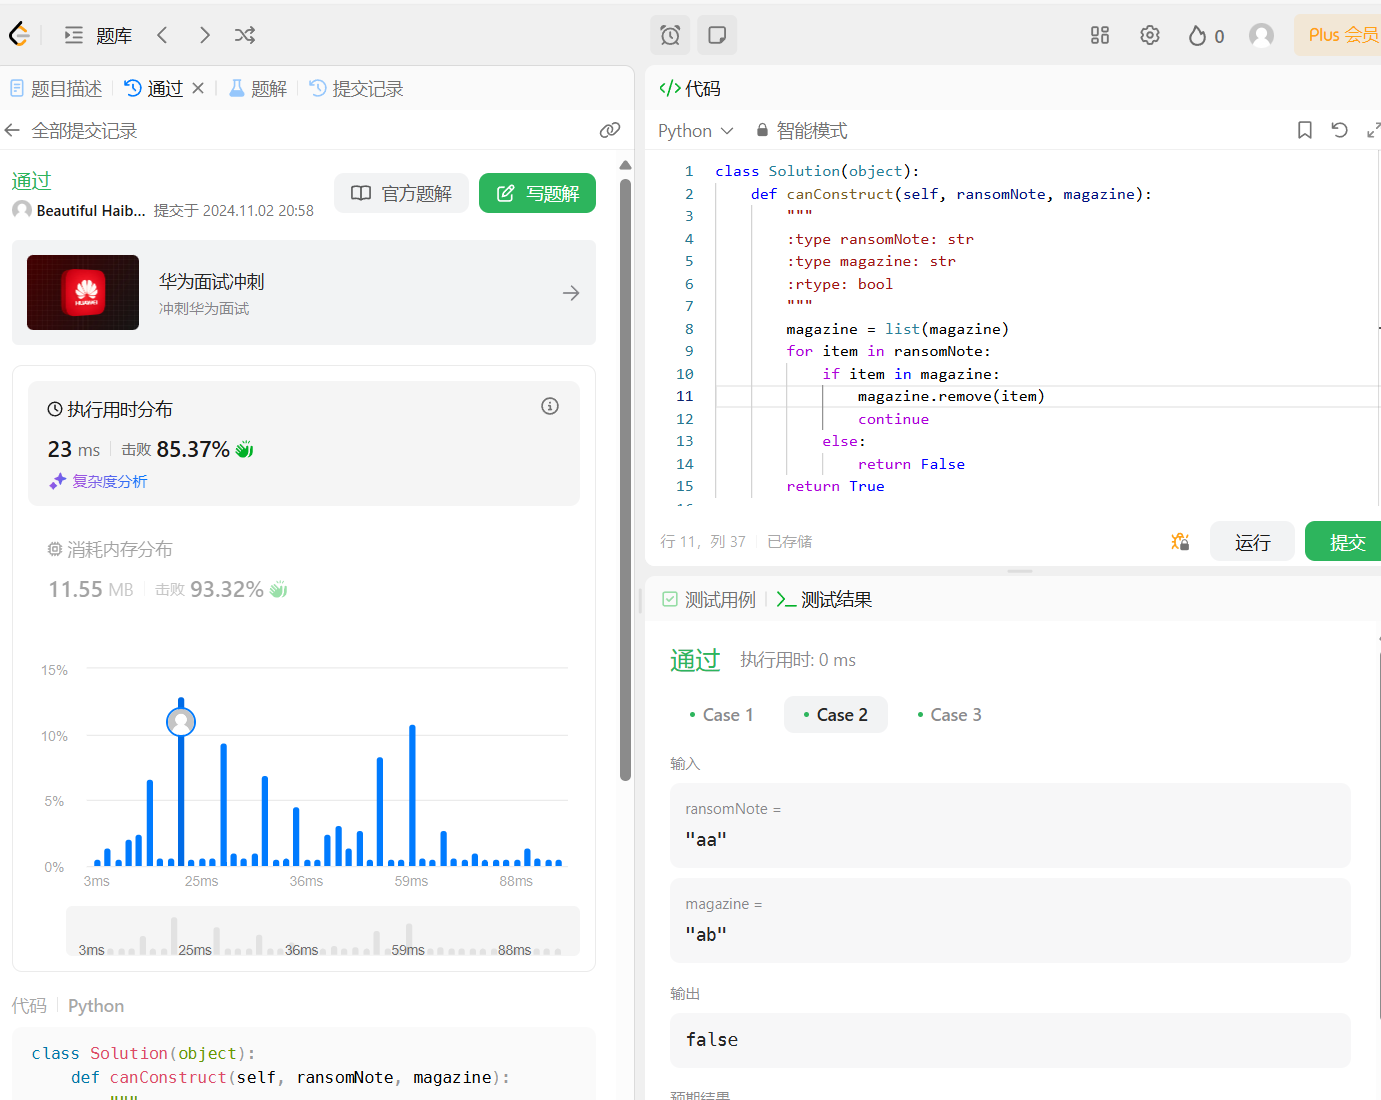 题库
0
Plus 会员
题目描述
通过
题解
提交记录
全部提交记录
通过
Beautiful Haib...
提交于 2024.11.02 20:58
官方题解
写题解
HUAWEI
华为面试冲刺
冲刺华为面试
执行用时分布
23 ms
击败 85.37%
复杂度分析
消耗内存分布
11.55 MB
击败 93.32%
15%
10%
5%
0%
3ms
25ms
36ms
59ms
88ms
3ms
25ms
36ms
59ms
88ms
代码
Python
class Solution(object):
def canConstruct(self, ransomNote, magazine):
"""
代码
Python
智能模式
1 class Solution(object):
2 def canConstruct(self, ransomNote, magazine):
3 """
4 :type ransomNote: str
5 :type magazine: str
6 :rtype: bool
7 """
8 magazine = list(magazine)
9 for item in ransomNote:
10 if item in magazine:
11 magazine.remove(item)
12 continue
13 else:
14 return False
15 return True
行 11, 列 37
已存储
运行
提交
测试用例
测试结果
通过
执行用时: 0 ms
Case 1
Case 2
Case 3
输入
ransomNote =
"aa"
magazine =
"ab"
输出
false
预期结果